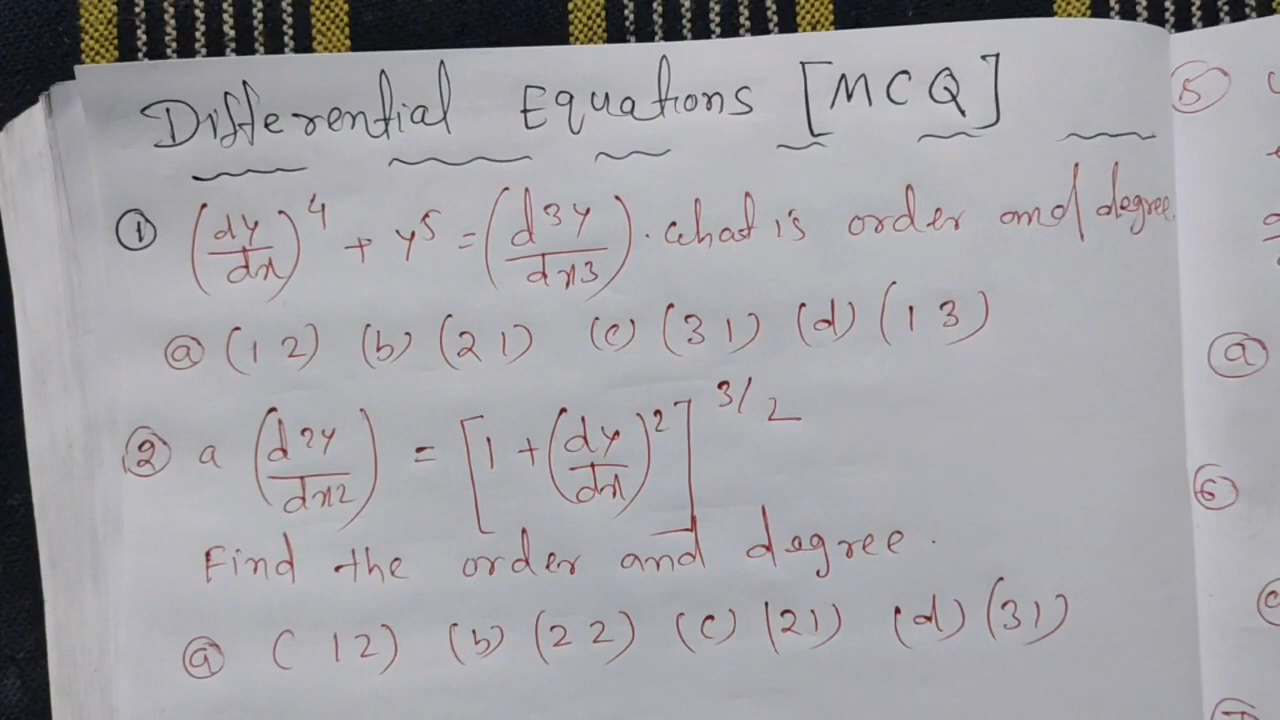 Differential Equations [MCQ]
① (dy/dx)^4 + y5 = (d3y/dx3). what is order and degree.
ⓐ (1 2) (b) (2 1) (c) (3 1) (d) (1 3)
② a (d2y/dx2) = [1 + (dy/dx)^2]^3/2
Find the order and degree.
ⓐ (1 2) (b) (2 2) (c) (2 1) (d) (3 1)
⑤
ⓐ
⑥